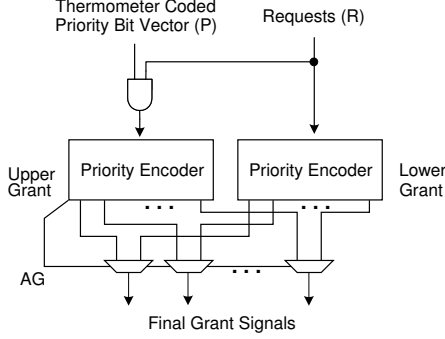 Thermometer Coded
Priority Bit Vector (P)
Requests (R)
Upper
Grant
Priority Encoder
Priority Encoder
Lower
Grant
. . .
. . .
AG
. . .
Final Grant Signals